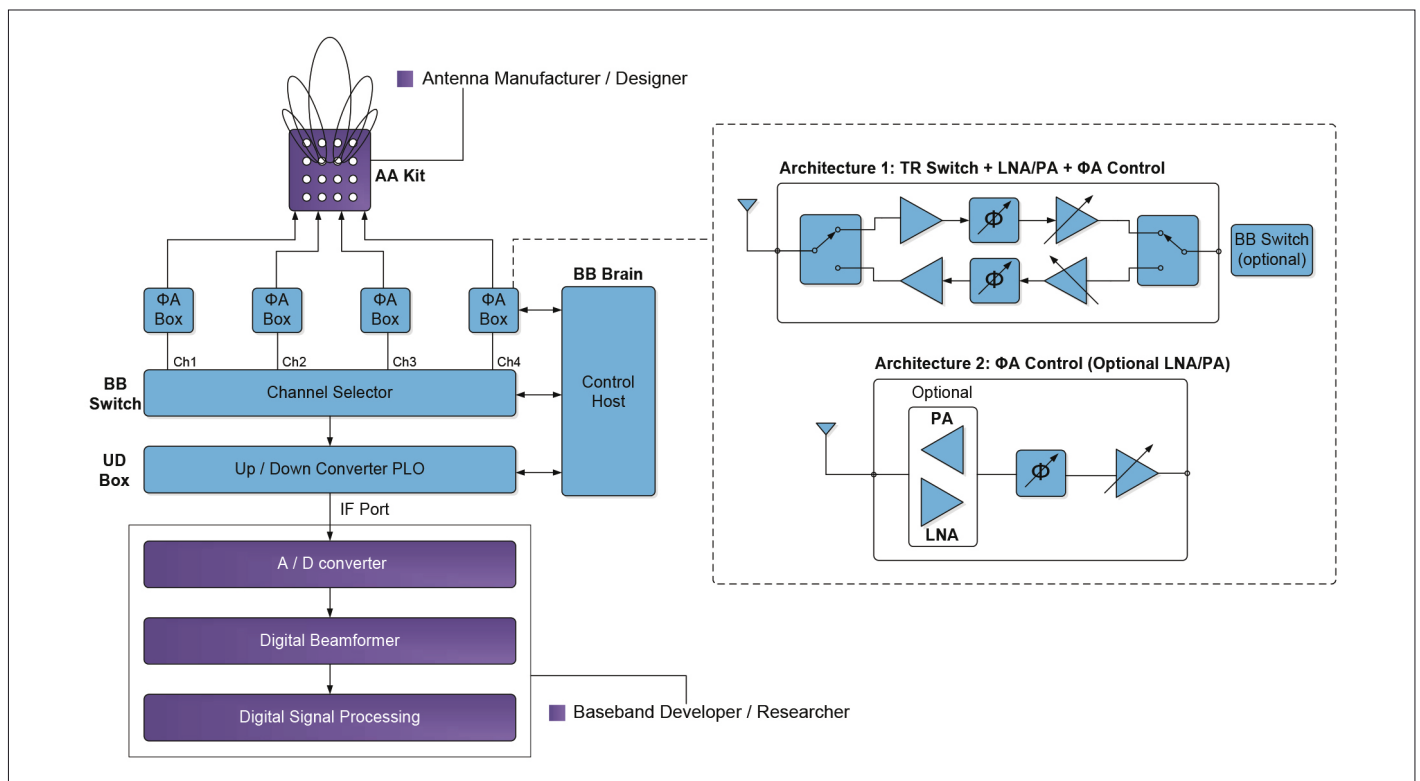 Antenna Manufacturer / Designer
AA Kit
ΦA
Box
ΦA
Box
ΦA
Box
ΦA
Box
BB Brain
Ch1
Ch2
Ch3
Ch4
BB
Switch
Channel Selector
Control
Host
UD
Box
Up / Down Converter PLO
IF Port
A / D converter
Digital Beamformer
Digital Signal Processing
Baseband Developer / Researcher
Architecture 1: TR Switch + LNA/PA + ΦA Control
Φ
Φ
BB Switch
(optional)
Architecture 2: ΦA Control (Optional LNA/PA)
Optional
PA
Φ
LNA